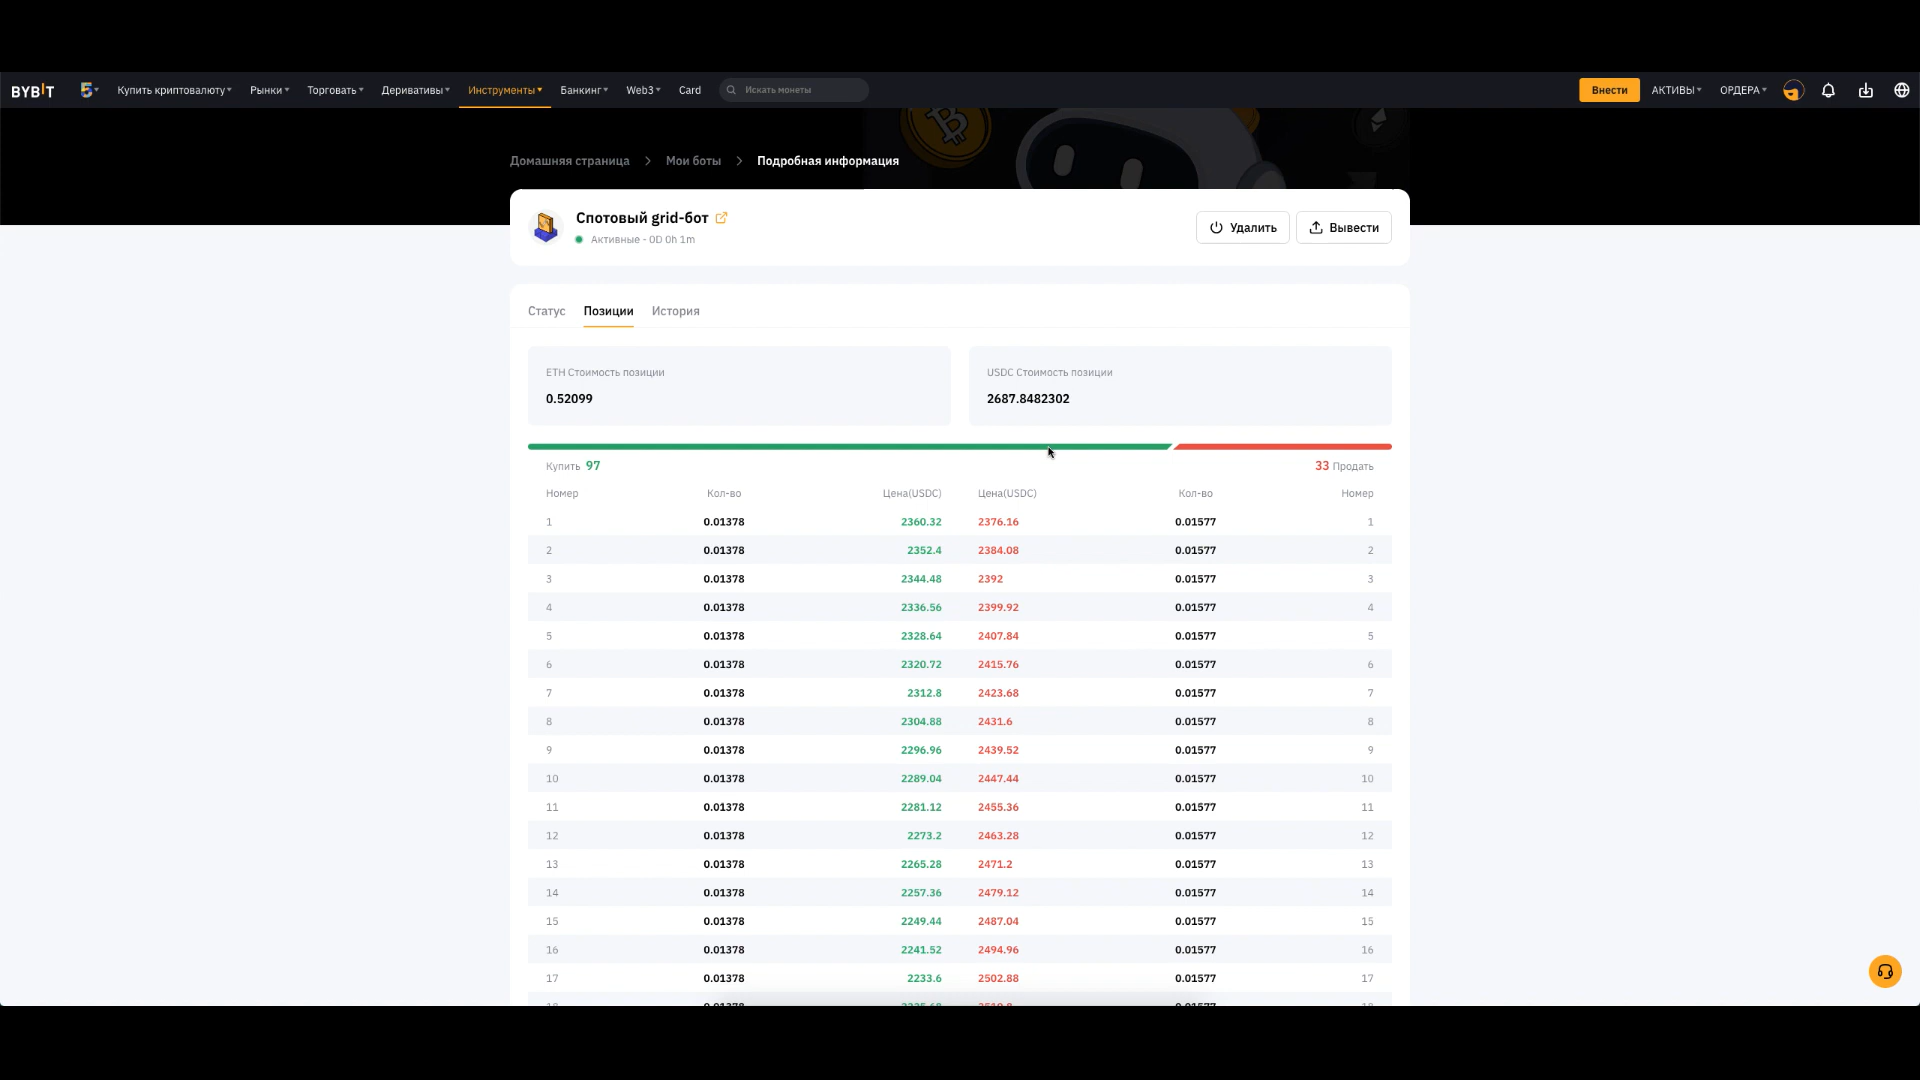 BYBIT Купить криптовалюту Рынки Торговать Деривативы Инструменты Банкинг Web3 Card Искать монеты Внести АКТИВЫ ОРДЕРА
Домашняя страница > Мои боты > Подробная информация
Спотовый grid-бот
Активные - 0D 0h 1m
Удалить Вывести
Статус Позиции История
ETH Стоимость позиции USDC Стоимость позиции
0.52099 2687.8482302
Купить 97 33 Продать
Номер Кол-во Цена(USDC) Цена(USDC) Кол-во Номер
1 0.01378 2360.32 2376.16 0.01577 1
2 0.01378 2352.4 2384.08 0.01577 2
3 0.01378 2344.48 2392 0.01577 3
4 0.01378 2336.56 2399.92 0.01577 4
5 0.01378 2328.64 2407.84 0.01577 5
6 0.01378 2320.72 2415.76 0.01577 6
7 0.01378 2312.8 2423.68 0.01577 7
8 0.01378 2304.88 2431.6 0.01577 8
9 0.01378 2296.96 2439.52 0.01577 9
10 0.01378 2289.04 2447.44 0.01577 10
11 0.01378 2281.12 2455.36 0.01577 11
12 0.01378 2273.2 2463.28 0.01577 12
13 0.01378 2265.28 2471.2 0.01577 13
14 0.01378 2257.36 2479.12 0.01577 14
15 0.01378 2249.44 2487.04 0.01577 15
16 0.01378 2241.52 2494.96 0.01577 16
17 0.01378 2233.6 2502.88 0.01577 17